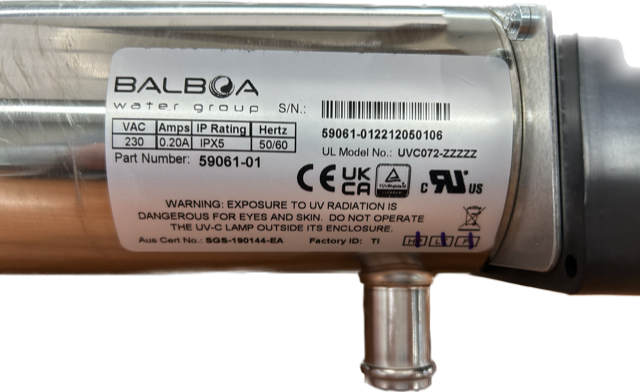 BALBOA
water group
S/N.:
59061-012212050106
VAC Amps IP Rating Hertz
230 0.20A IPX5 50/60
UL Model No.: UVC072-ZZZZZ
Part Number: 59061-01
CE UK CA c RU US
WARNING: EXPOSURE TO UV RADIATION IS
DANGEROUS FOR EYES AND SKIN. DO NOT OPERATE
THE UV-C LAMP OUTSIDE ITS ENCLOSURE.
Aus Cert No.: SGS-190144-EA Factory ID: TI